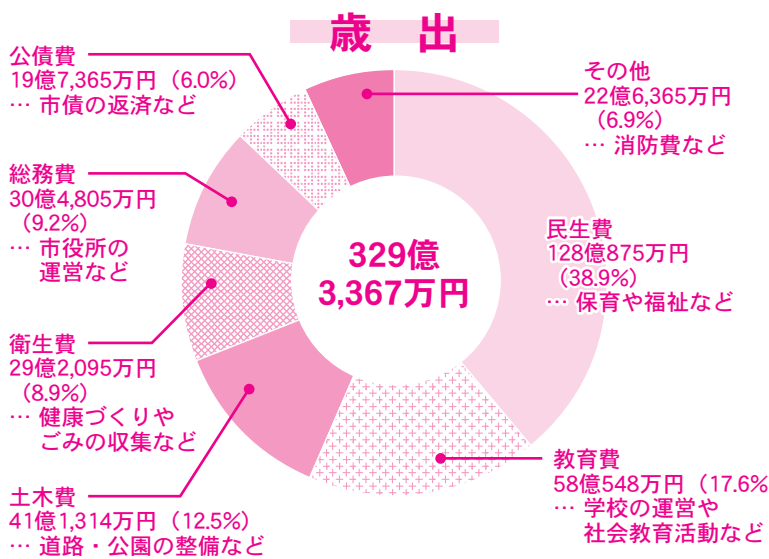 歳 出
公債費
19億7,365万円（6.0%）
… 市債の返済など
その他
22億6,365万円
（6.9%）
… 消防費など
総務費
30億4,805万円
（9.2%）
… 市役所の
運営など
329億
3,367万円
民生費
128億875万円
（38.9%）
… 保育や福祉など
衛生費
29億2,095万円
（8.9%）
… 健康づくりや
ごみの収集など
教育費
58億548万円（17.6%
… 学校の運営や
社会教育活動など
土木費
41億1,314万円（12.5%）
… 道路・公園の整備など